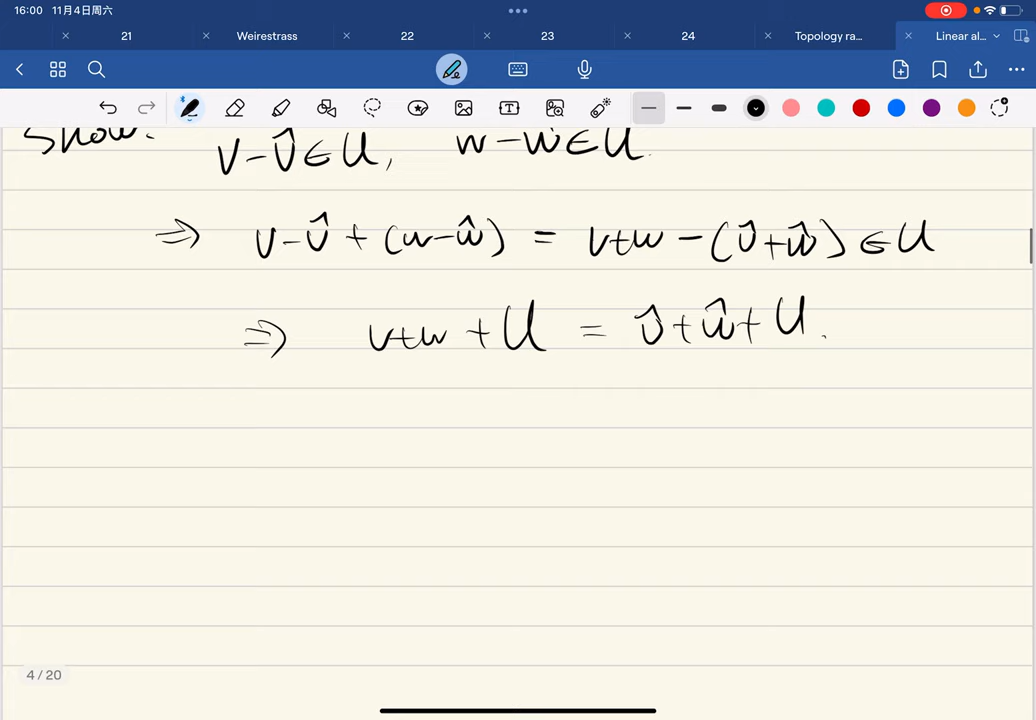 16:00 11月4日周六
21 Weirestrass 22 23 24 Topology ra... Linear al...
Show:
v-v̂∈U, w-ŵ∈U.
⇒ v-v̂+(w-ŵ) = v+w-(v̂+ŵ)∈U
⇒ v+w+U = v̂+ŵ+U.
4 / 20